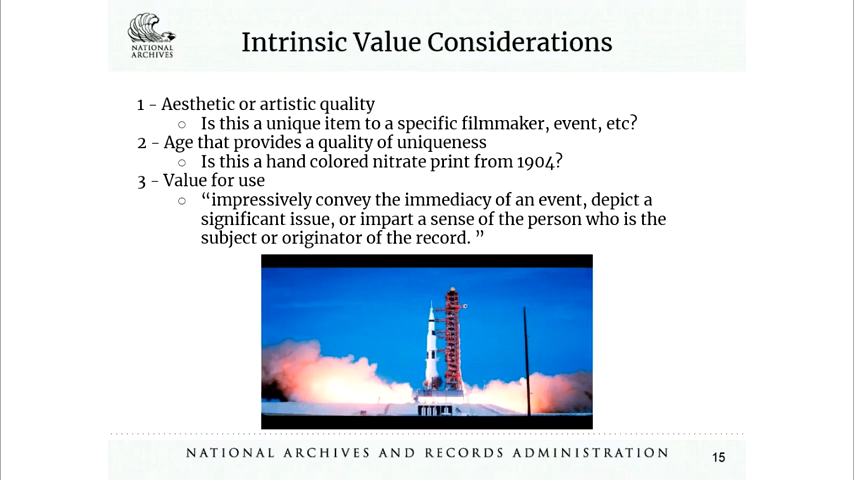 NATIONAL
ARCHIVES
Intrinsic Value Considerations
1 - Aesthetic or artistic quality
○ Is this a unique item to a specific filmmaker, event, etc?
2 - Age that provides a quality of uniqueness
○ Is this a hand colored nitrate print from 1904?
3 - Value for use
○ “impressively convey the immediacy of an event, depict a
significant issue, or impart a sense of the person who is the
subject or originator of the record. ”
NATIONAL ARCHIVES AND RECORDS ADMINISTRATION
15